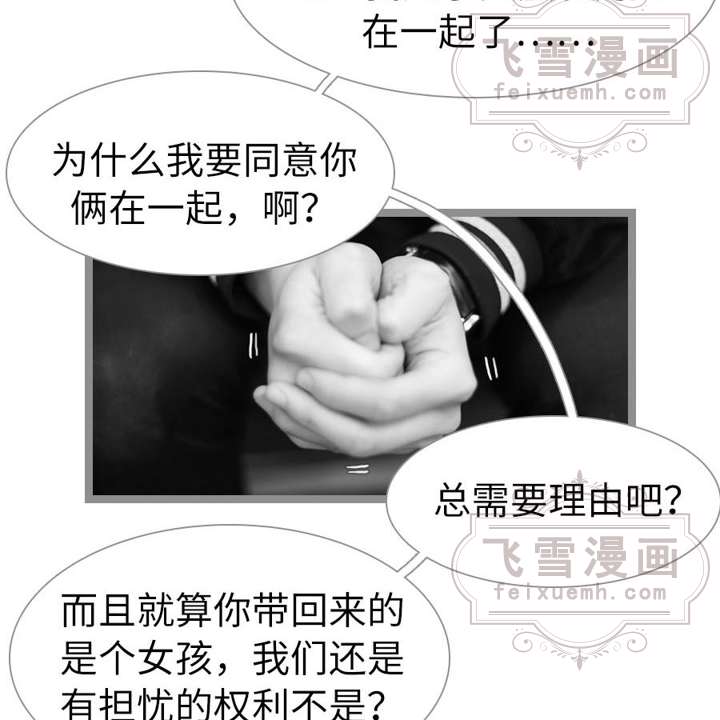 在一起了……
飞雪漫画
feixuemh.com
为什么我要同意你
俩在一起，啊？
总需要理由吧？
飞雪漫画
feixuemh.com
而且就算你带回来的
是个女孩，我们还是
有担忧的权利不是？